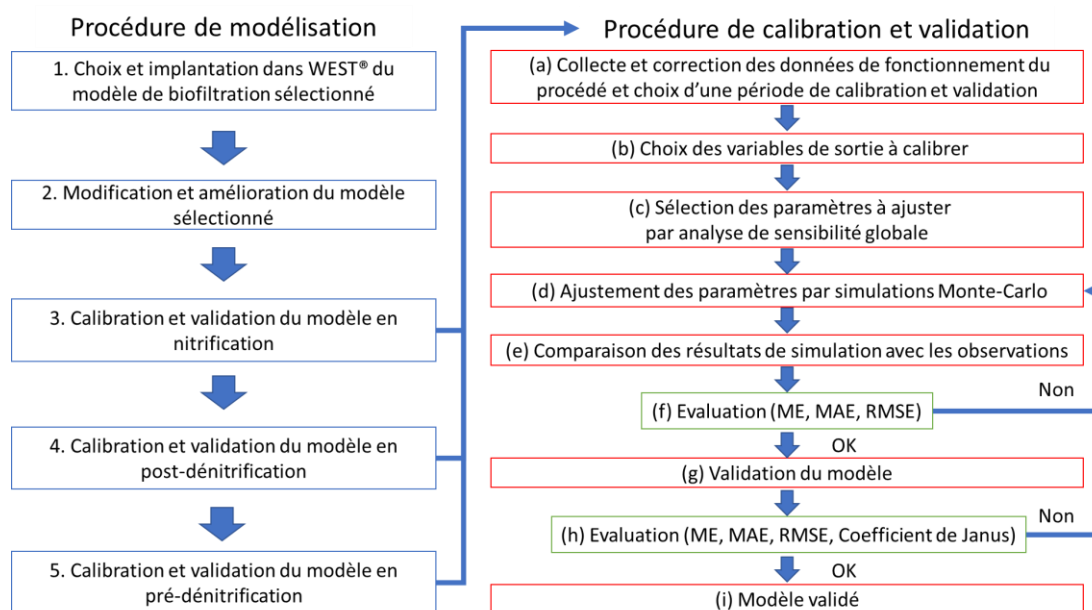 Procédure de modélisation
1. Choix et implantation dans WEST® du
modèle de biofiltration sélectionné
2. Modification et amélioration du modèle
sélectionné
3. Calibration et validation du modèle en
nitrification
4. Calibration et validation du modèle en
post-dénitrification
5. Calibration et validation du modèle en
pré-dénitrification
Procédure de calibration et validation
(a) Collecte et correction des données de fonctionnement du
procédé et choix d’une période de calibration et validation
(b) Choix des variables de sortie à calibrer
(c) Sélection des paramètres à ajuster
par analyse de sensibilité globale
(d) Ajustement des paramètres par simulations Monte-Carlo
(e) Comparaison des résultats de simulation avec les observations
Non
(f) Evaluation (ME, MAE, RMSE)
OK
(g) Validation du modèle
Non
(h) Evaluation (ME, MAE, RMSE, Coefficient de Janus)
OK
(i) Modèle validé